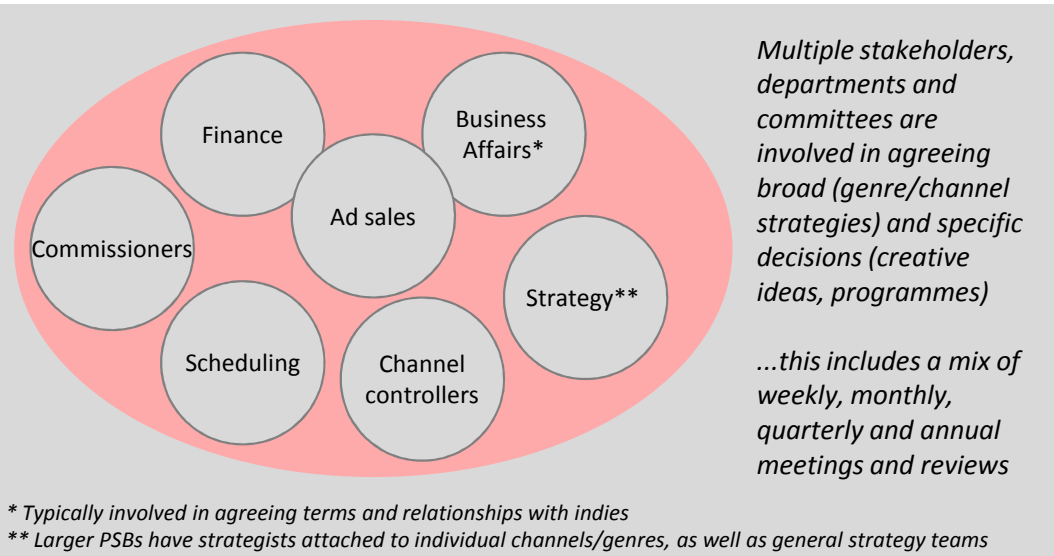 Finance
Business
Affairs*
Ad sales
Commissioners
Strategy**
Scheduling
Channel
controllers
Multiple stakeholders,
departments and
committees are
involved in agreeing
broad (genre/channel
strategies) and specific
decisions (creative
ideas, programmes)
...this includes a mix of
weekly, monthly,
quarterly and annual
meetings and reviews
* Typically involved in agreeing terms and relationships with indies
** Larger PSBs have strategists attached to individual channels/genres, as well as general strategy teams